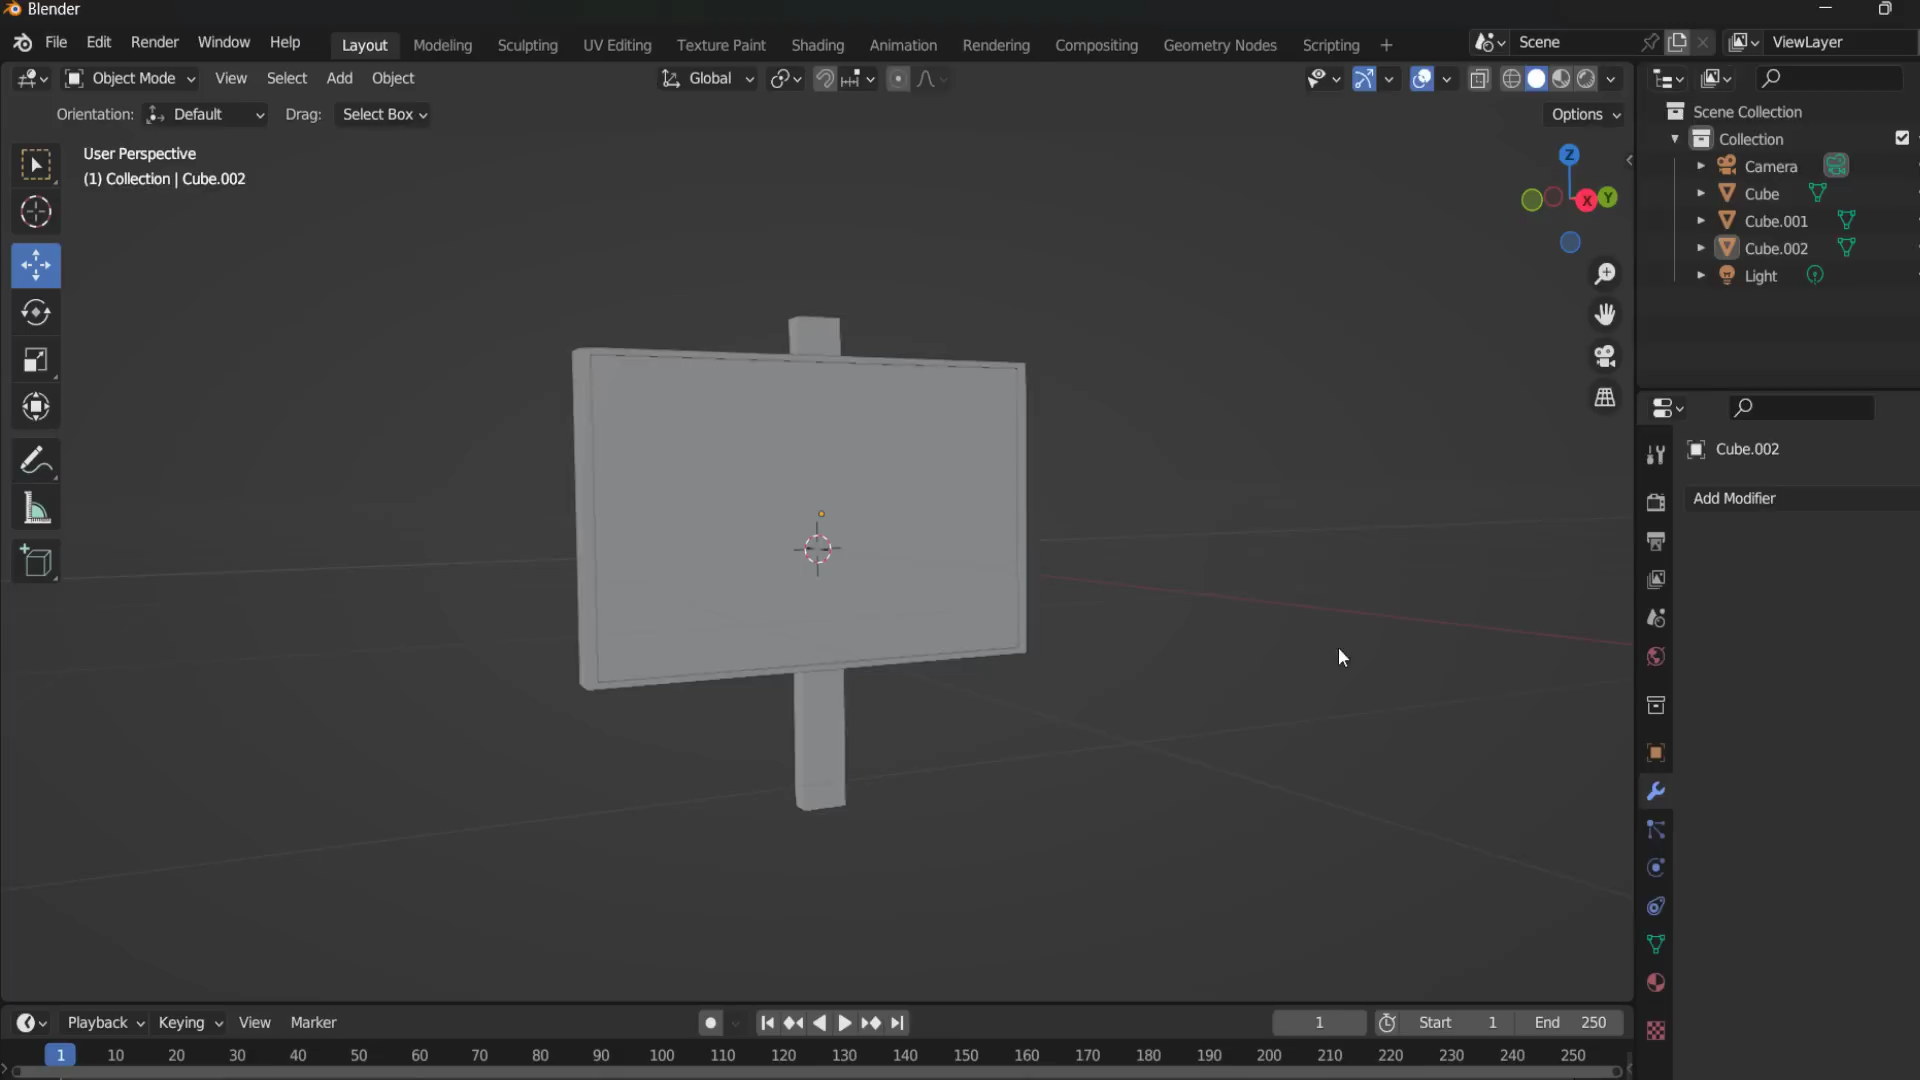 Blender
File Edit Render Window Help Layout Modeling Sculpting UV Editing Texture Paint Shading Animation Rendering Compositing Geometry Nodes Scripting + Scene ViewLayer
Object Mode View Select Add Object Global
Orientation: Default Drag: Select Box Options
User Perspective
(1) Collection | Cube.002
Z
X Y
Scene Collection
Collection
Camera
Cube
Cube.001
Cube.002
Light
Cube.002
Add Modifier
Playback Keying View Marker 1 Start 1 End 250
1 10 20 30 40 50 60 70 80 90 100 110 120 130 140 150 160 170 180 190 200 210 220 230 240 250